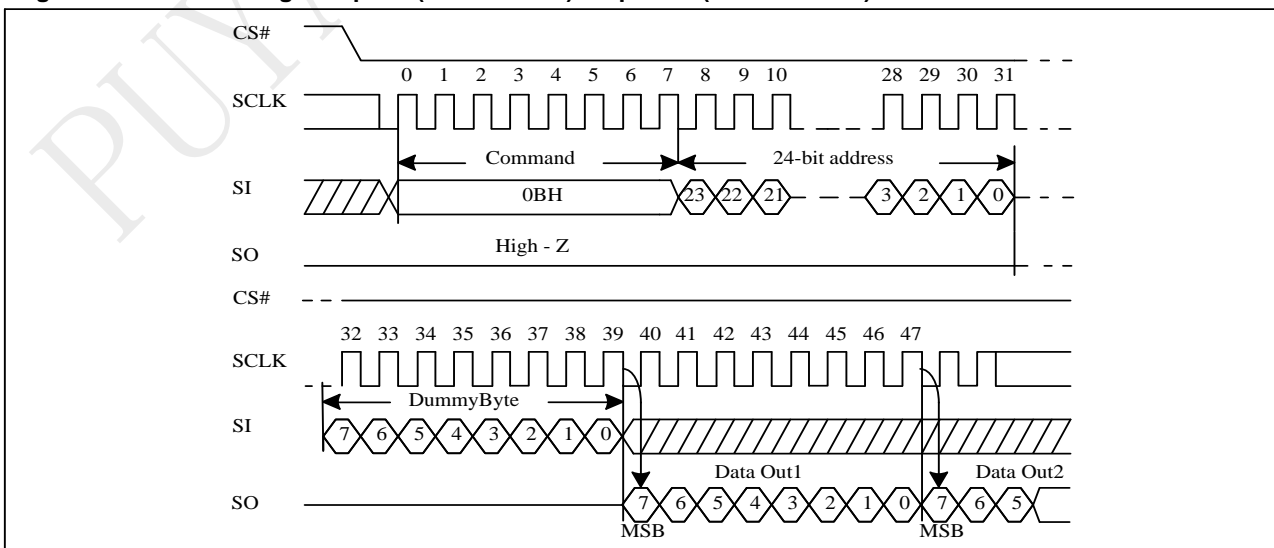 CS#
0 1 2 3 4 5 6 7 8 9 10 28 29 30 31
SCLK
Command 24-bit address
SI 0BH 23 22 21 3 2 1 0
High - Z
SO
CS#
32 33 34 35 36 37 38 39 40 41 42 43 44 45 46 47
SCLK
DummyByte
SI 7 6 5 4 3 2 1 0
Data Out1 Data Out2
SO 7 6 5 4 3 2 1 0 7 6 5
MSB MSB